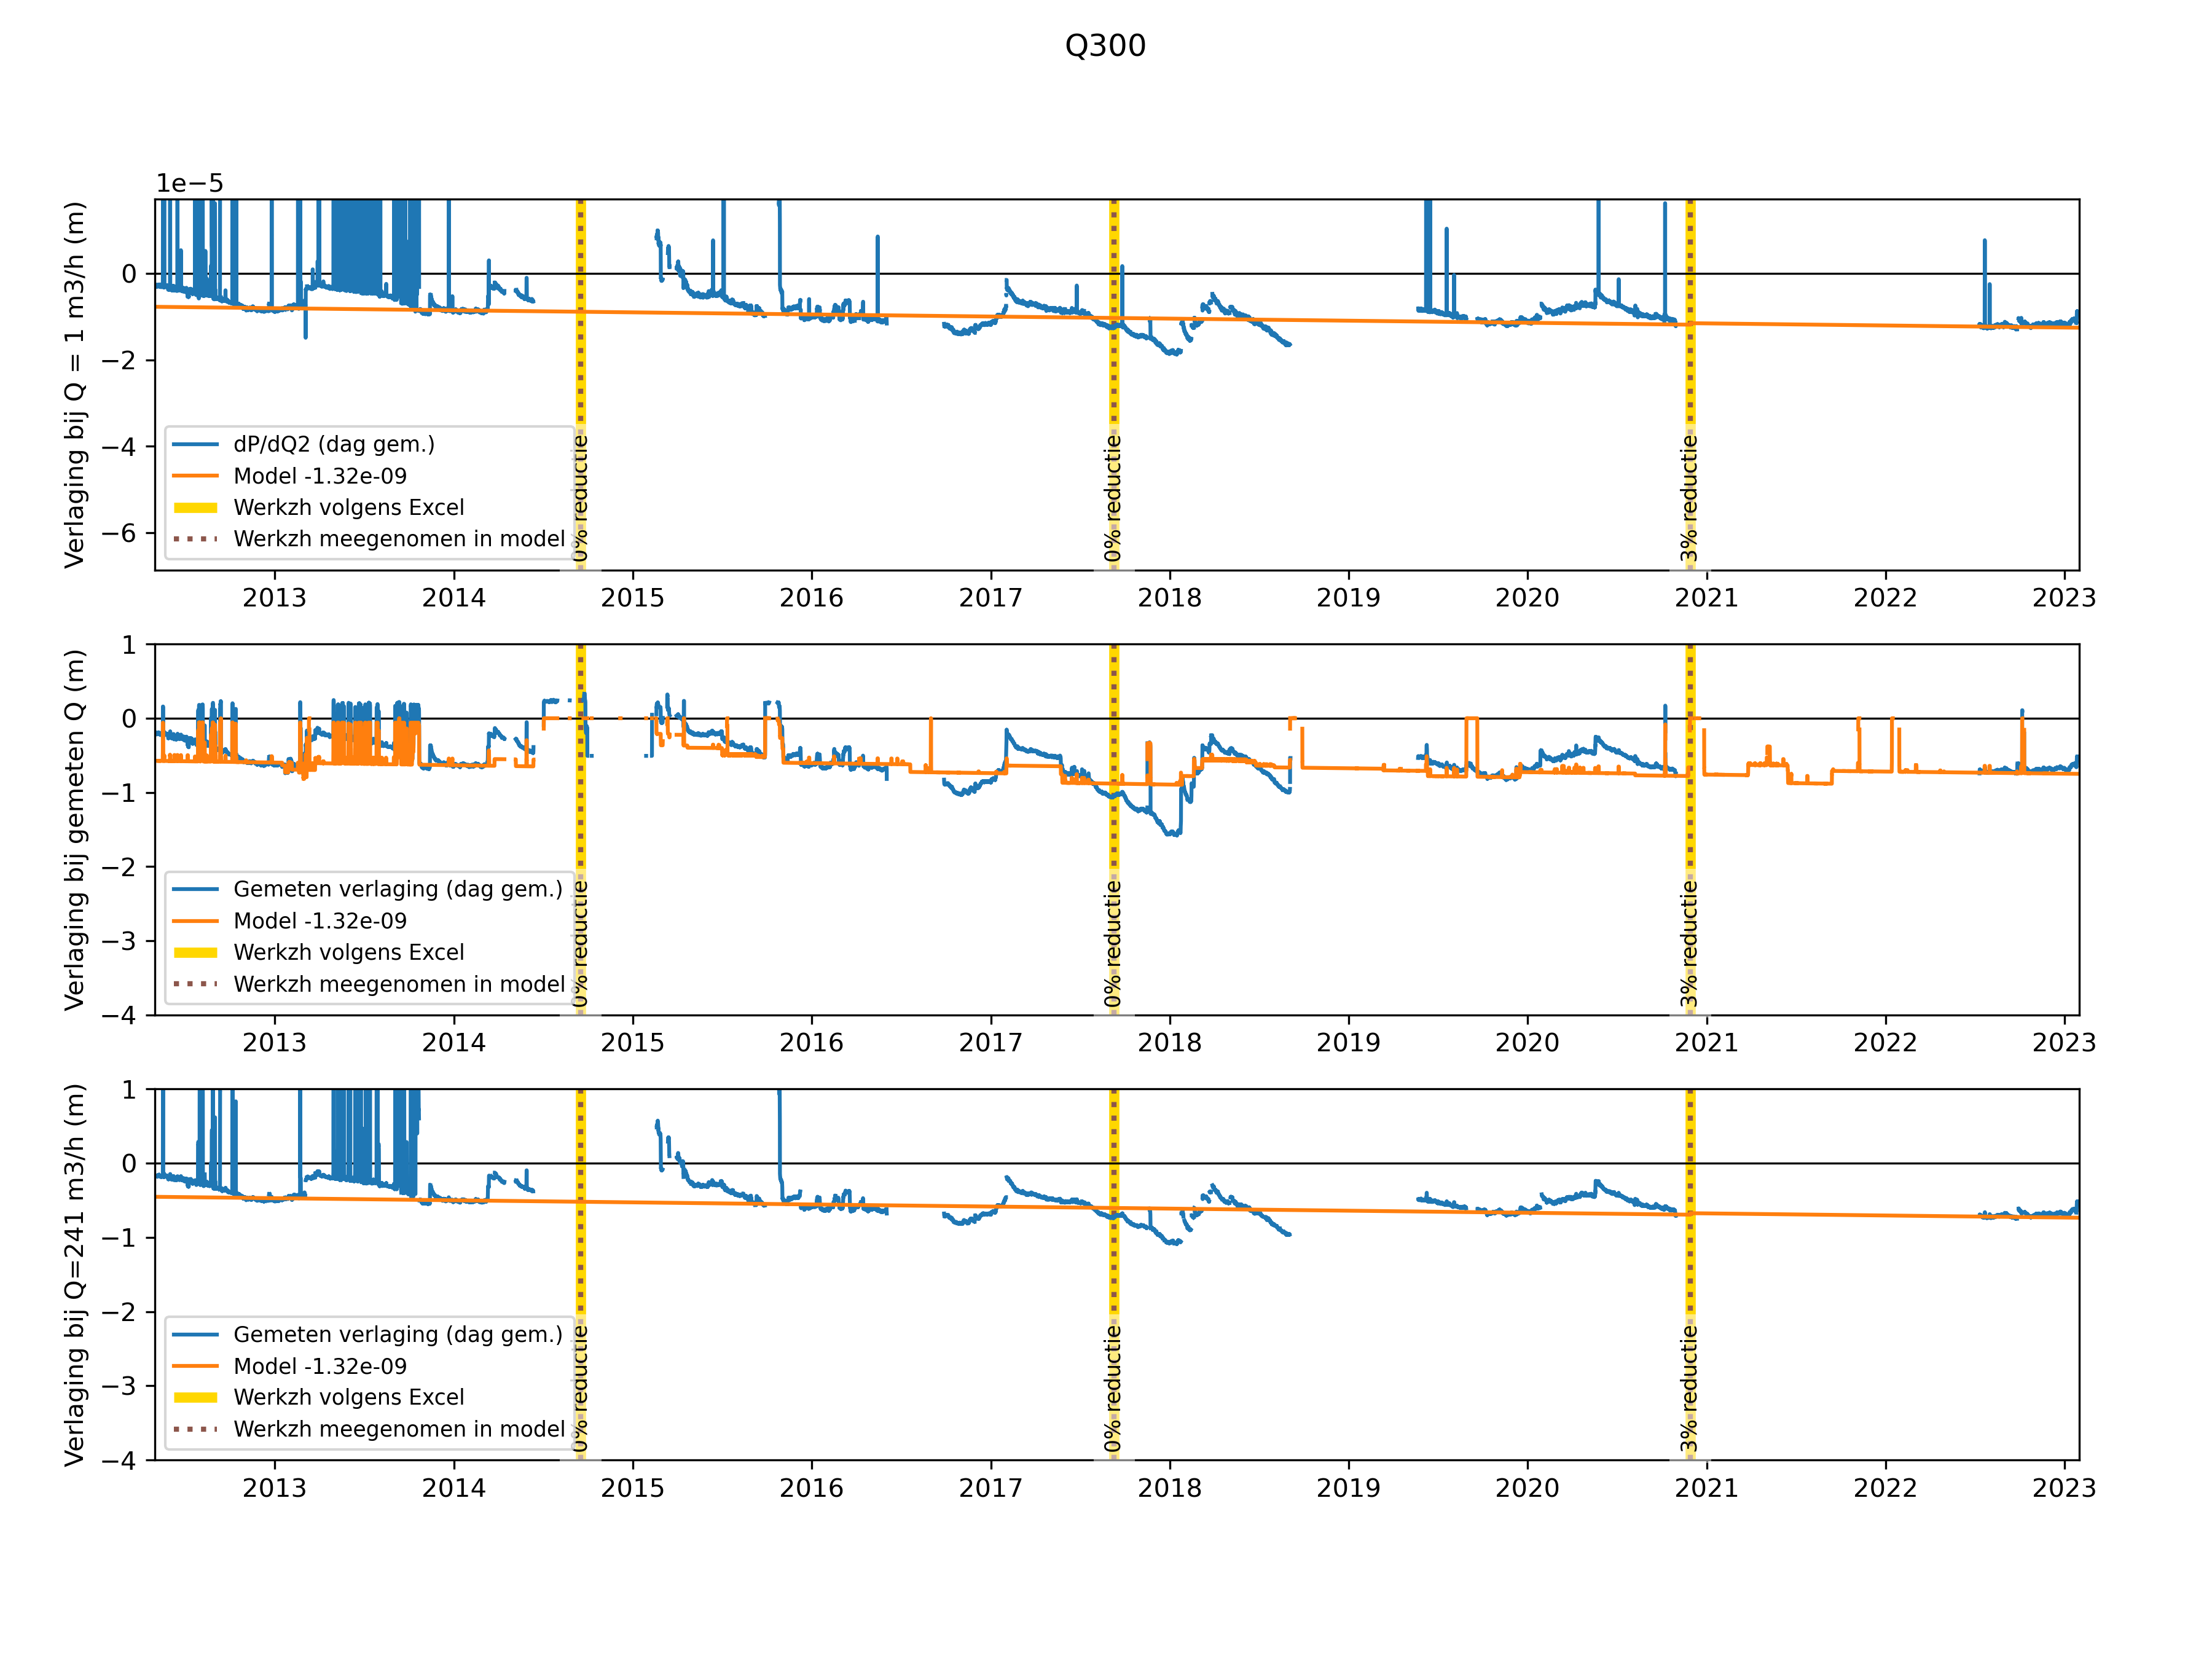 Q300
1e−5
Verlaging bij Q = 1 m3/h (m)
0
−2
−4
−6
dP/dQ2 (dag gem.)
Model -1.32e-09
Werkzh volgens Excel
Werkzh meegenomen in model
0% reductie
0% reductie
3% reductie
2013 2014 2015 2016 2017 2018 2019 2020 2021 2022 2023
Verlaging bij gemeten Q (m)
1
0
−1
−2
−3
−4
Gemeten verlaging (dag gem.)
Model -1.32e-09
Werkzh volgens Excel
Werkzh meegenomen in model
0% reductie
0% reductie
3% reductie
2013 2014 2015 2016 2017 2018 2019 2020 2021 2022 2023
Verlaging bij Q=241 m3/h (m)
1
0
−1
−2
−3
−4
Gemeten verlaging (dag gem.)
Model -1.32e-09
Werkzh volgens Excel
Werkzh meegenomen in model
0% reductie
0% reductie
3% reductie
2013 2014 2015 2016 2017 2018 2019 2020 2021 2022 2023